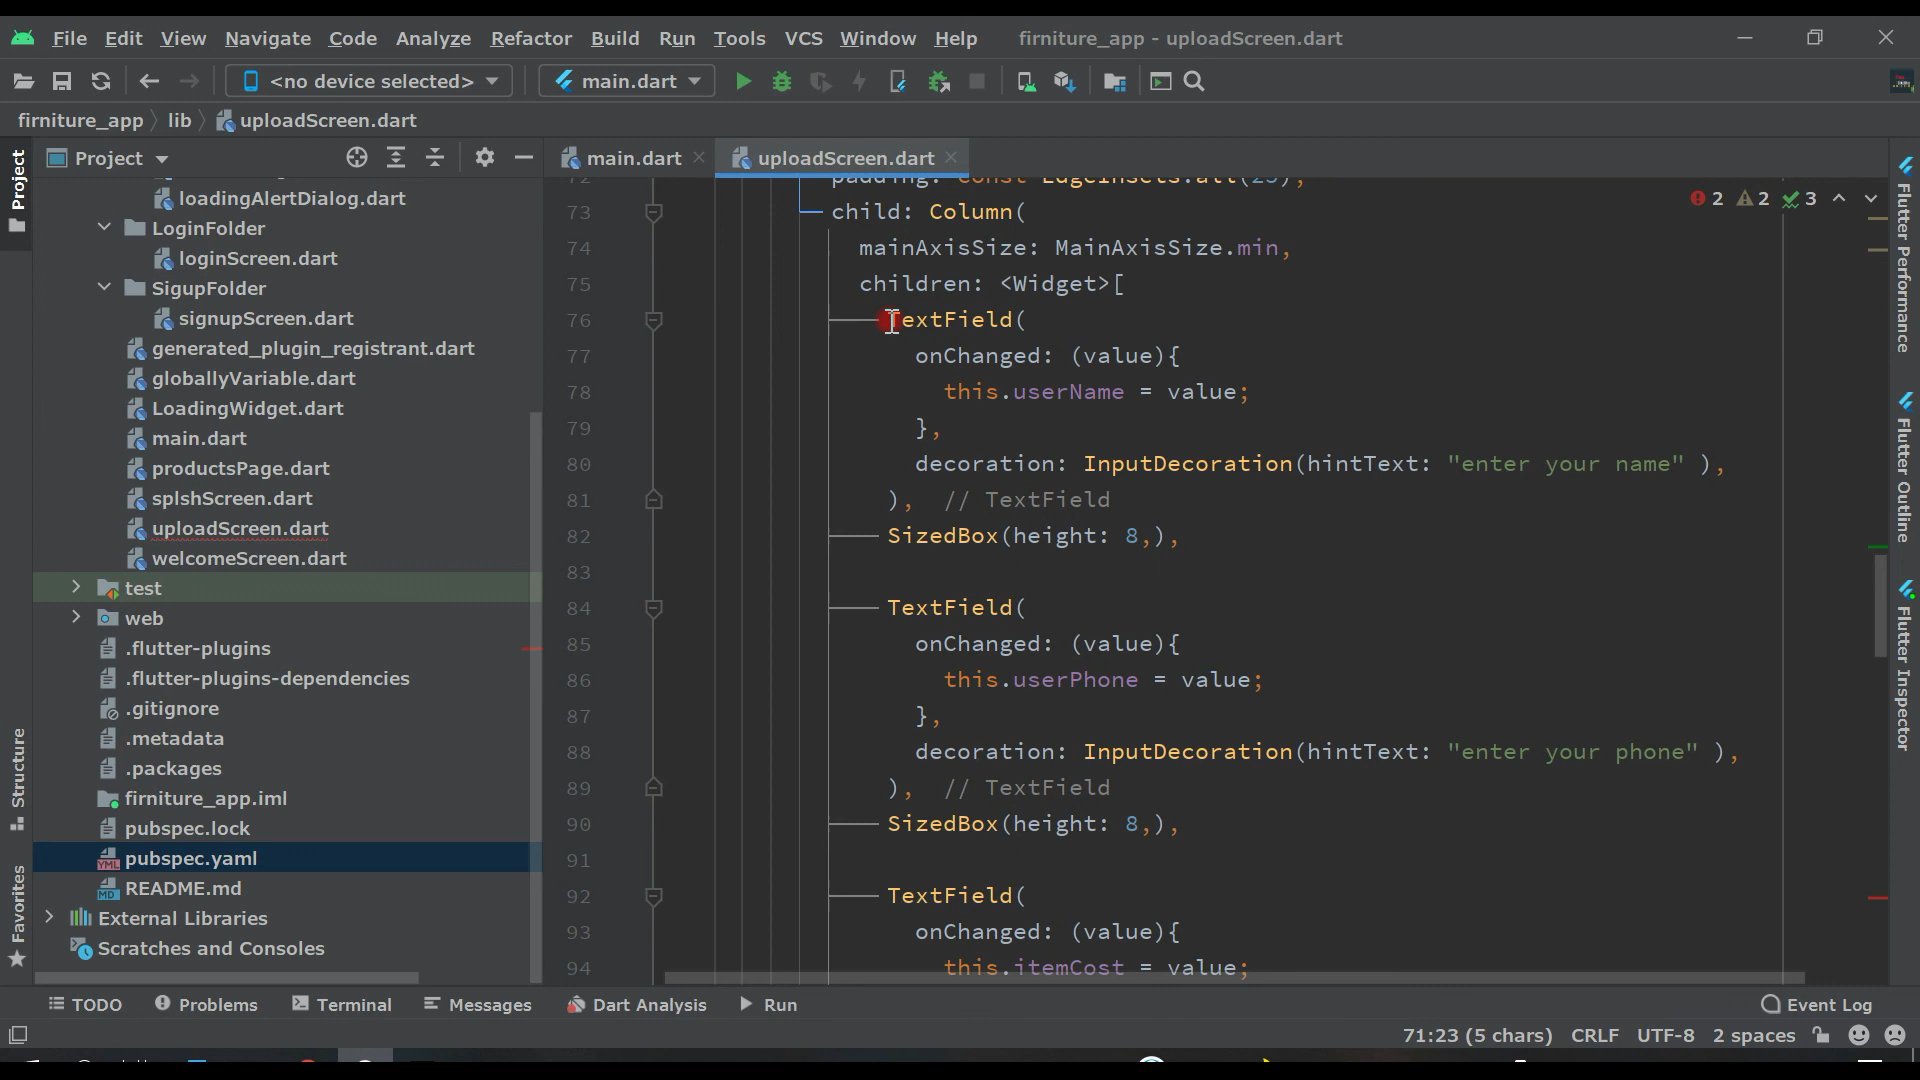 File Edit View Navigate Code Analyze Refactor Build Run Tools VCS Window Help firniture_app - uploadScreen.dart
<no device selected> main.dart
firniture_app lib uploadScreen.dart
Project main.dart uploadScreen.dart
Project
loadingAlertDialog.dart
LoginFolder
loginScreen.dart
SigupFolder
signupScreen.dart
generated_plugin_registrant.dart
globallyVariable.dart
LoadingWidget.dart
main.dart
productsPage.dart
splshScreen.dart
uploadScreen.dart
welcomeScreen.dart
test
web
.flutter-plugins
.flutter-plugins-dependencies
.gitignore
.metadata
.packages
firniture_app.iml
pubspec.lock
pubspec.yaml
README.md
External Libraries
Scratches and Consoles
Structure
Favorites
2 2 3
72 padding: const EdgeInsets.all(25),
73 child: Column(
74 mainAxisSize: MainAxisSize.min,
75 children: <Widget>[
76 TextField(
77 onChanged: (value){
78 this.userName = value;
79 },
80 decoration: InputDecoration(hintText: "enter your name" ),
81 ), // TextField
82 SizedBox(height: 8,),
83
84 TextField(
85 onChanged: (value){
86 this.userPhone = value;
87 },
88 decoration: InputDecoration(hintText: "enter your phone" ),
89 ), // TextField
90 SizedBox(height: 8,),
91
92 TextField(
93 onChanged: (value){
94 this.itemCost = value;
Flutter Performance
Flutter Outline
Flutter Inspector
TODO Problems Terminal Messages Dart Analysis Run Event Log
71:23 (5 chars) CRLF UTF-8 2 spaces